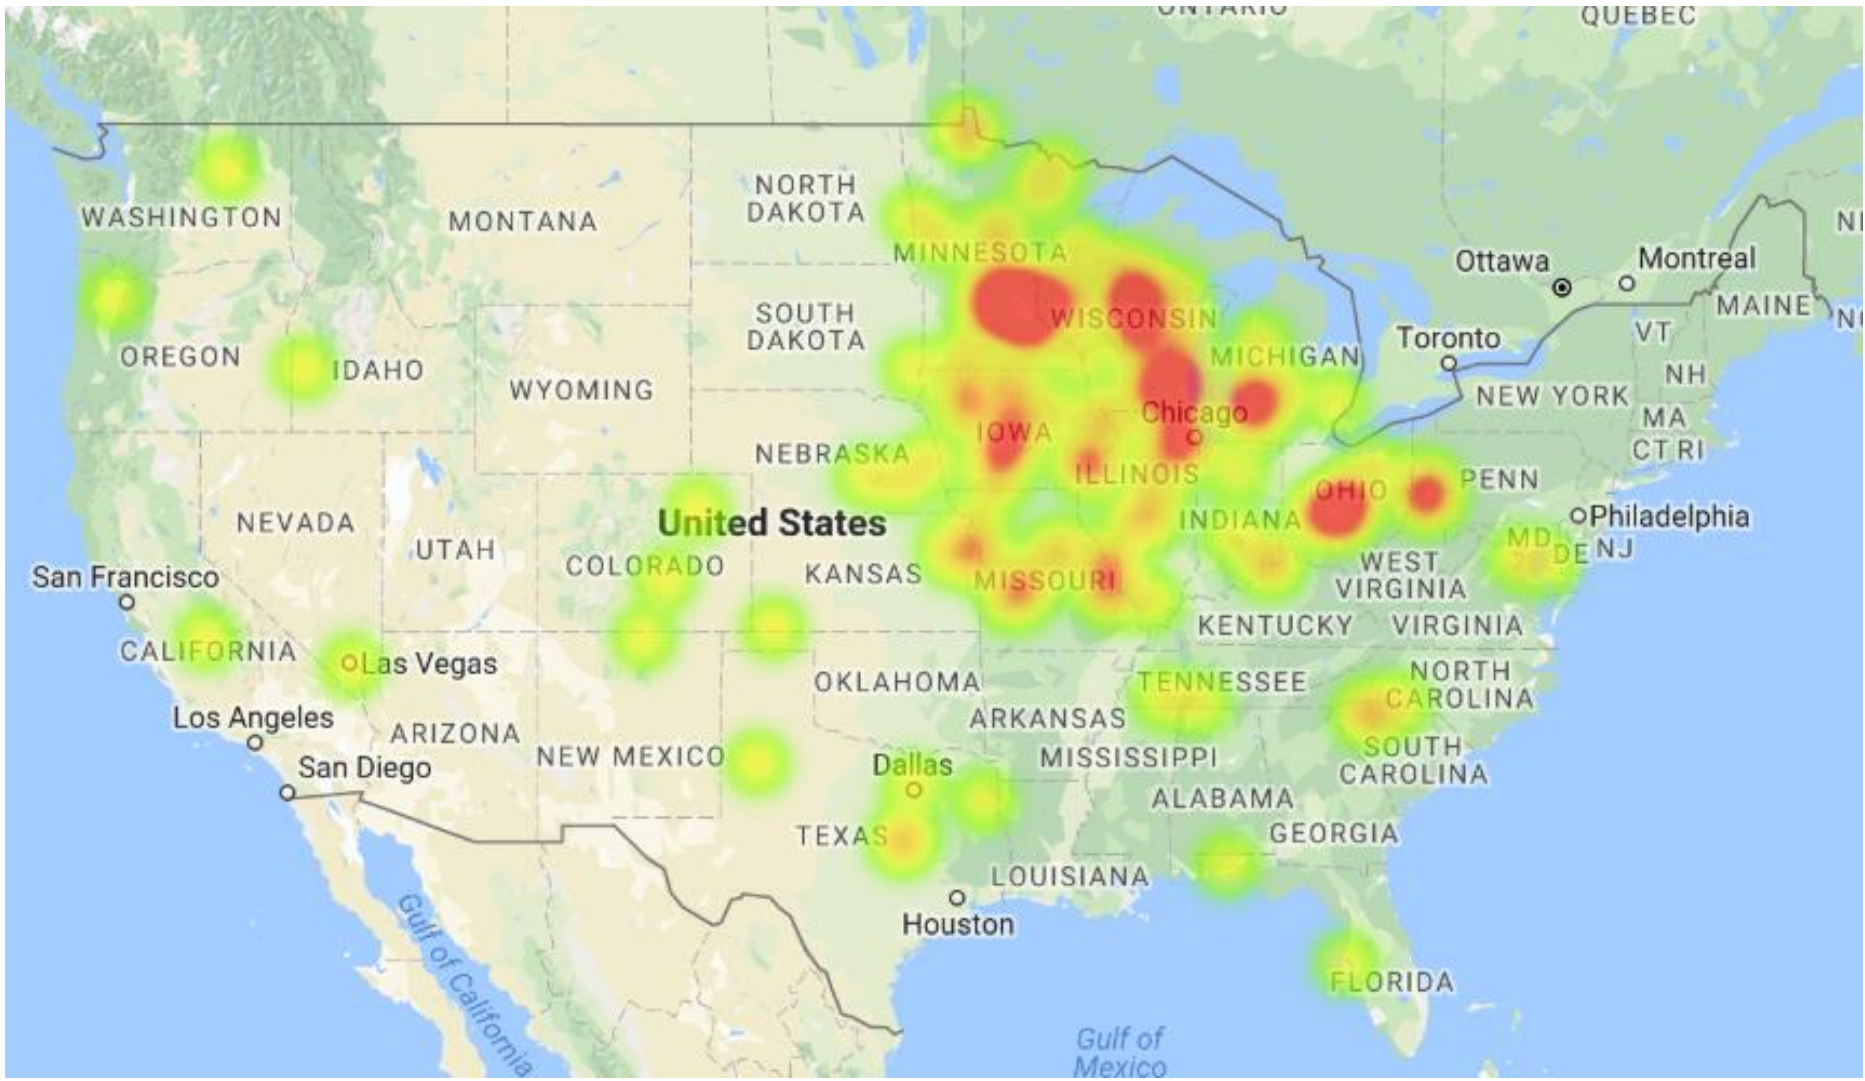 ONTARIO
QUEBEC
NORTH
DAKOTA
WASHINGTON
MONTANA
MINNESOTA
Ottawa
Montreal
MAINE
SOUTH
DAKOTA
WISCONSIN
VT
Toronto
MICHIGAN
OREGON
IDAHO
WYOMING
NH
NEW YORK
MA
CT RI
Chicago
IOWA
NEBRASKA
ILLINOIS
OHIO
PENN
NEVADA
United States
INDIANA
Philadelphia
UTAH
COLORADO
KANSAS
MISSOURI
MD
DE
NJ
WEST
VIRGINIA
San Francisco
KENTUCKY
VIRGINIA
CALIFORNIA
Las Vegas
OKLAHOMA
TENNESSEE
NORTH
CAROLINA
Los Angeles
ARIZONA
ARKANSAS
NEW MEXICO
MISSISSIPPI
SOUTH
CAROLINA
San Diego
Dallas
ALABAMA
TEXAS
GEORGIA
LOUISIANA
Houston
Gulf of California
FLORIDA
Gulf of
Mexico